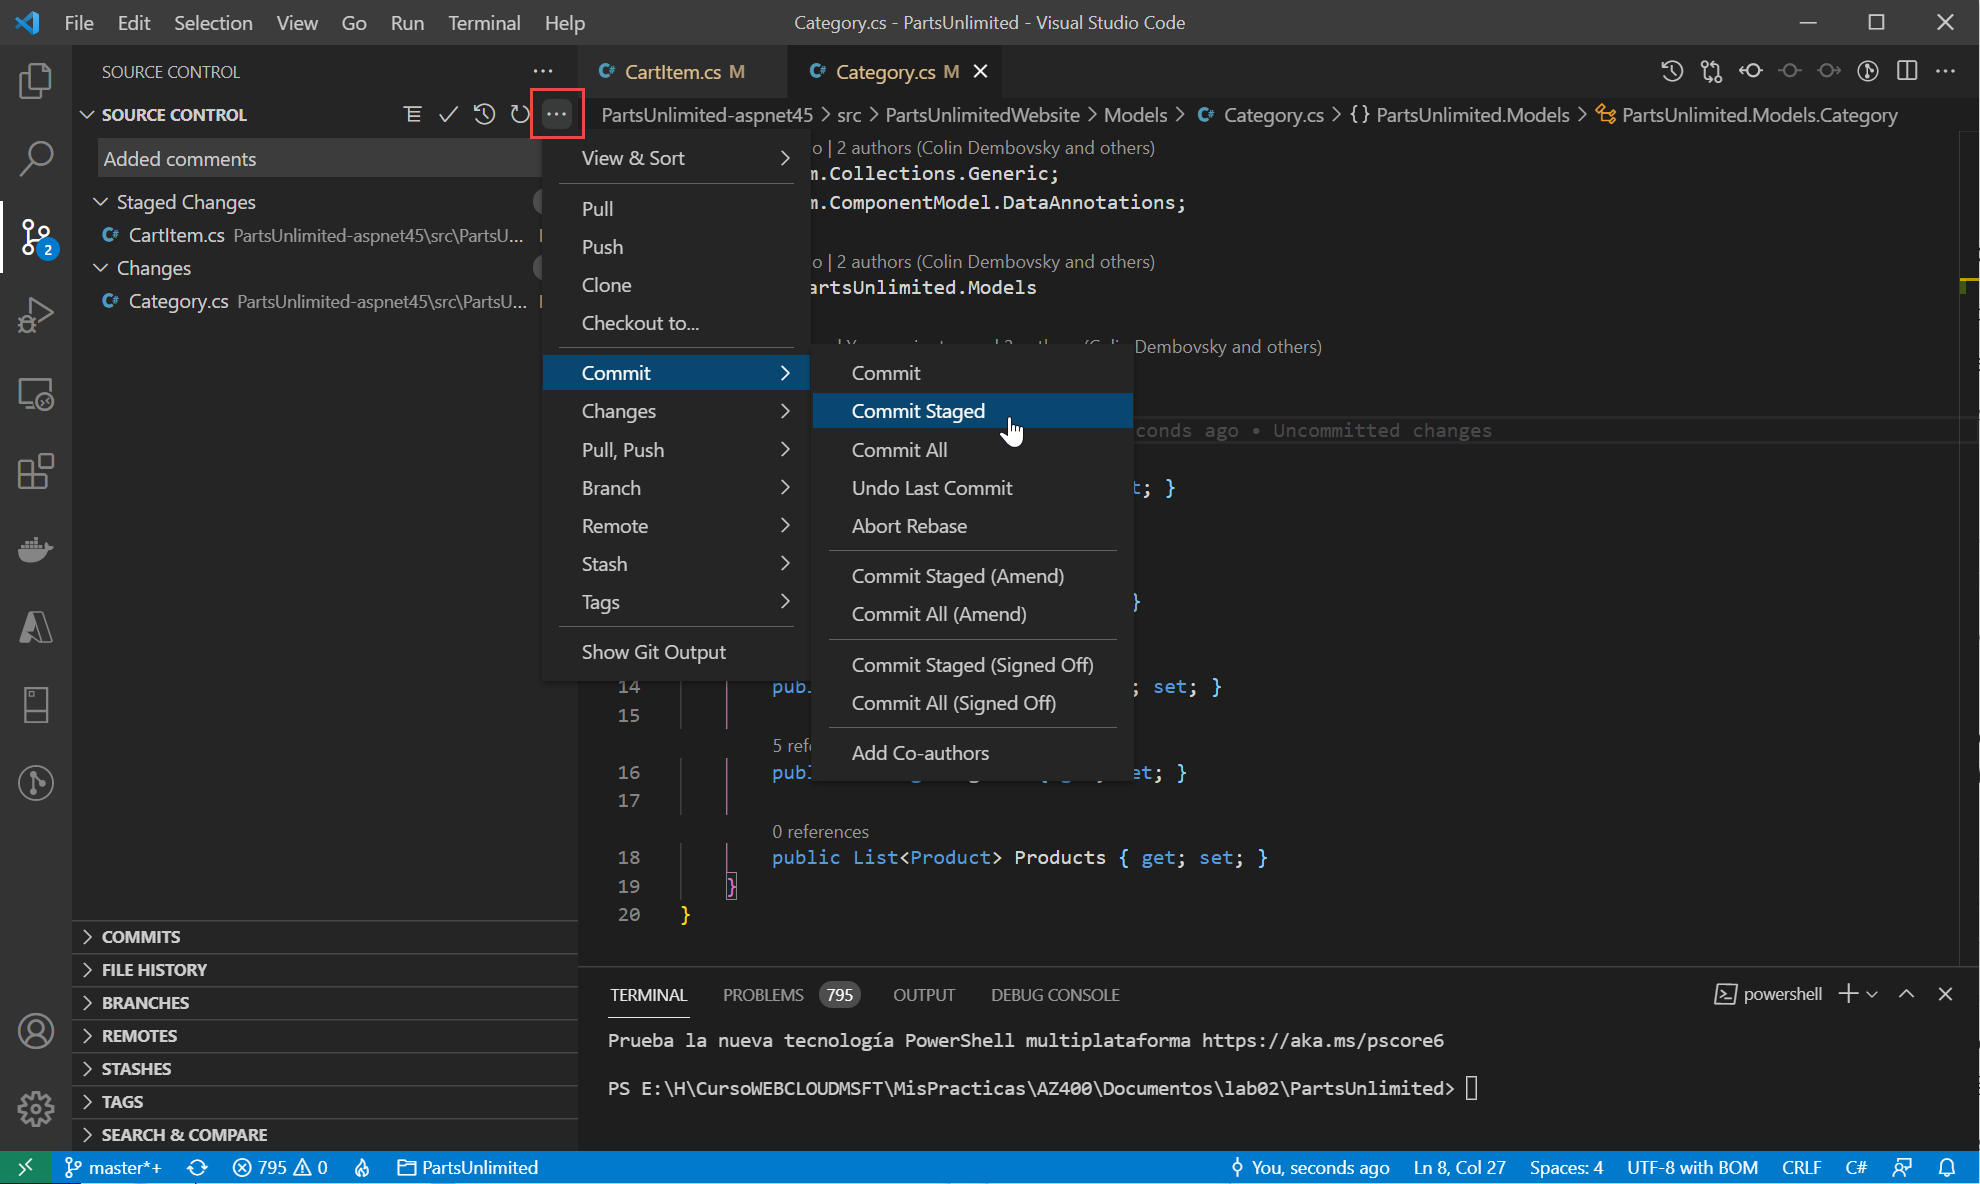 File Edit Selection View Go Run Terminal Help
Category.cs - PartsUnlimited - Visual Studio Code
SOURCE CONTROL
SOURCE CONTROL
Added comments
Staged Changes
CartItem.cs PartsUnlimited-aspnet45\src\PartsU...
Changes
Category.cs PartsUnlimited-aspnet45\src\PartsU...
2
COMMITS
FILE HISTORY
BRANCHES
REMOTES
STASHES
TAGS
SEARCH & COMPARE
CartItem.cs M
Category.cs M
PartsUnlimited-aspnet45 > src > PartsUnlimitedWebsite > Models > Category.cs > {} PartsUnlimited.Models > PartsUnlimited.Models.Category
View & Sort
Pull
Push
Clone
Checkout to...
Commit
Changes
Pull, Push
Branch
Remote
Stash
Tags
Show Git Output
Commit
Commit Staged
Commit All
Undo Last Commit
Abort Rebase
Commit Staged (Amend)
Commit All (Amend)
Commit Staged (Signed Off)
Commit All (Signed Off)
Add Co-authors
o | 2 authors (Colin Dembovsky and others)
m.Collections.Generic;
m.ComponentModel.DataAnnotations;
o | 2 authors (Colin Dembovsky and others)
artsUnlimited.Models
Dembovsky and others)
conds ago • Uncommitted changes
t; }
}
14 publ ; set; }
15
5 ref
16 publ et; }
17
0 references
18 public List<Product> Products { get; set; }
19 }
20 }
TERMINAL PROBLEMS 795 OUTPUT DEBUG CONSOLE
powershell
Prueba la nueva tecnología PowerShell multiplataforma https://aka.ms/pscore6
PS E:\H\CursoWEBCLOUDMSFT\MisPracticas\AZ400\Documentos\lab02\PartsUnlimited>
master*+ 795 0 PartsUnlimited You, seconds ago Ln 8, Col 27 Spaces: 4 UTF-8 with BOM CRLF C#